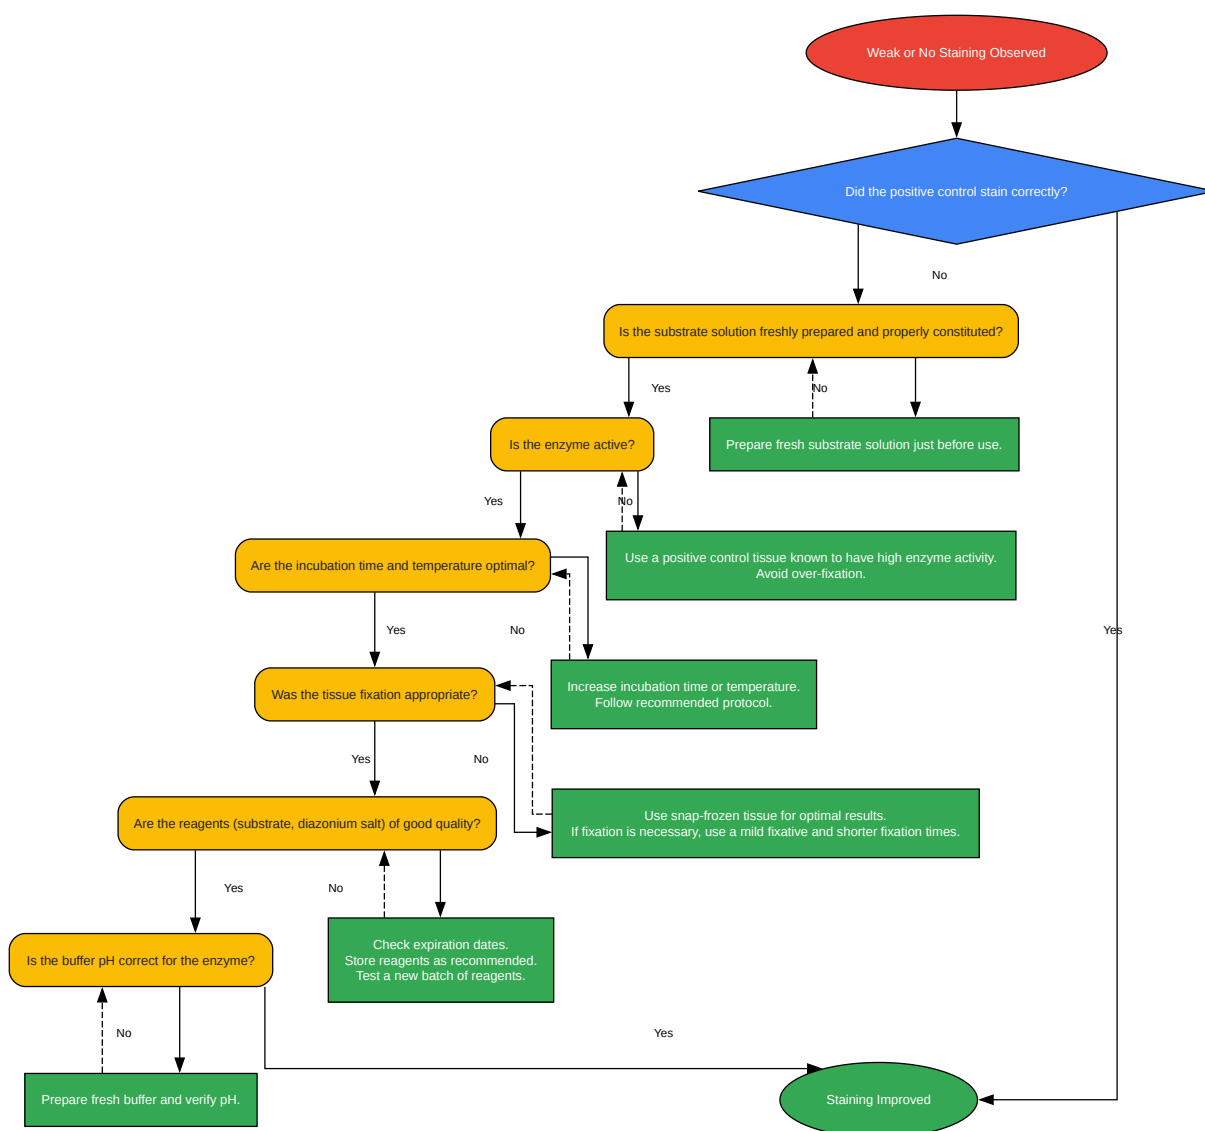 Weak or No Staining Observed
Did the positive control stain correctly?
No
Is the substrate solution freshly prepared and properly constituted?
Yes
No
Is the enzyme active?
Prepare fresh substrate solution just before use.
Yes
No
Are the incubation time and temperature optimal?
Use a positive control tissue known to have high enzyme activity.
Avoid over-fixation.
Yes
No
Yes
Was the tissue fixation appropriate?
Increase incubation time or temperature.
Follow recommended protocol.
Yes
No
Are the reagents (substrate, diazonium salt) of good quality?
Use snap-frozen tissue for optimal results.
If fixation is necessary, use a mild fixative and shorter fixation times.
Yes
No
Is the buffer pH correct for the enzyme?
Check expiration dates.
Store reagents as recommended.
Test a new batch of reagents.
No
Yes
Prepare fresh buffer and verify pH.
Staining Improved